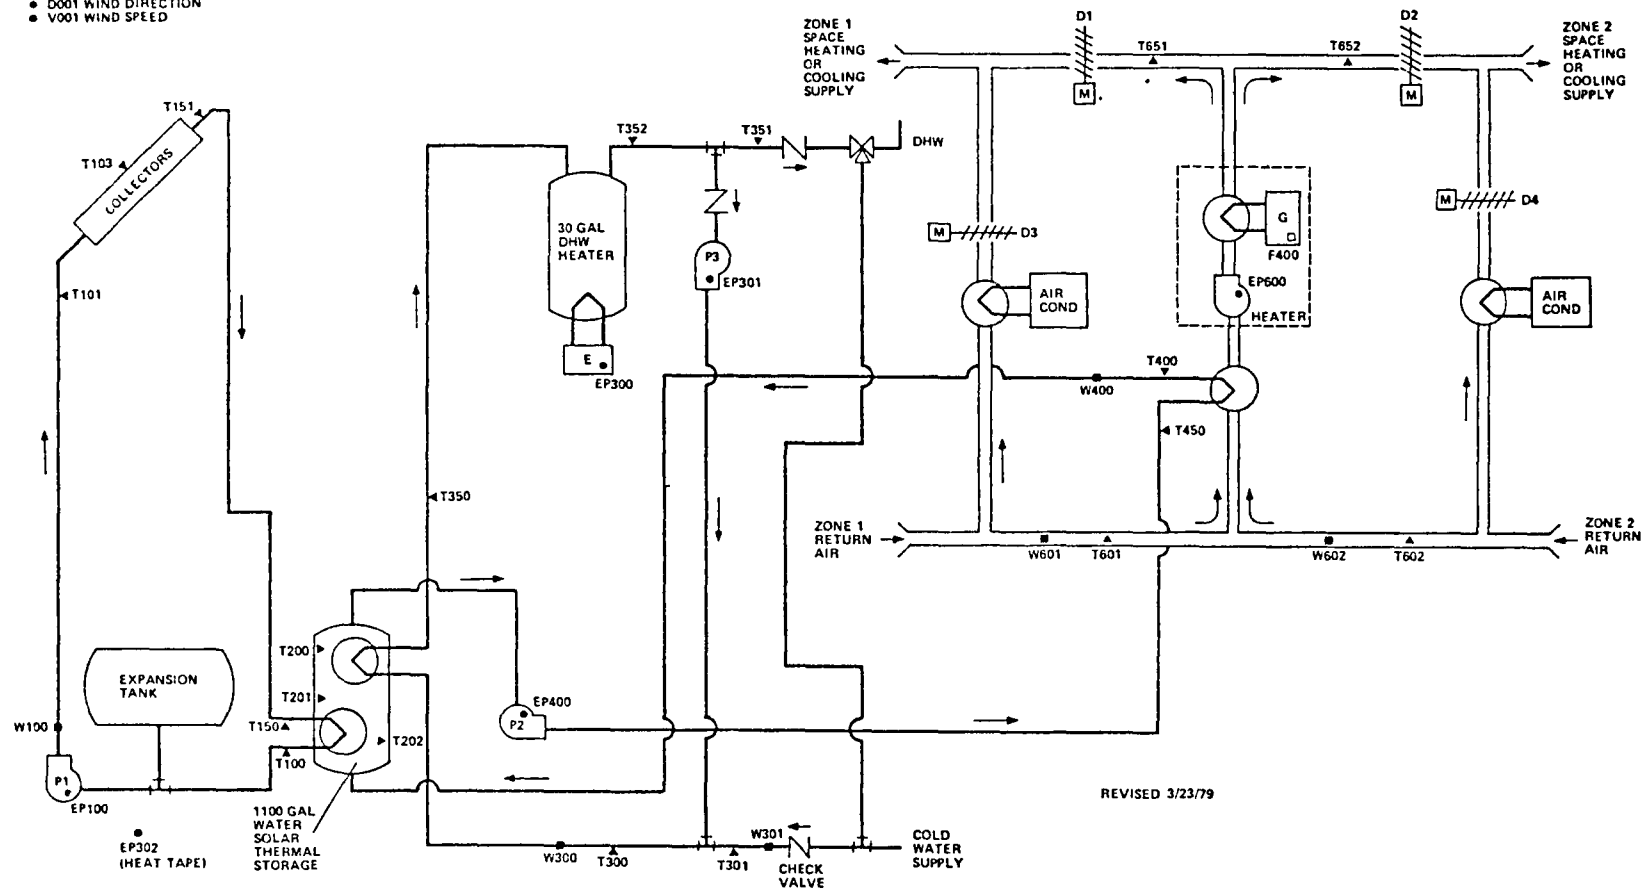 D001 WIND DIRECTION
V001 WIND SPEED
ZONE 1
SPACE
HEATING
OR
COOLING
SUPPLY
D1
T651
T652
D2
ZONE 2
SPACE
HEATING
OR
COOLING
SUPPLY
M
M
T151
T103
COLLECTORS
T352
T351
DHW
30 GAL
DHW
HEATER
P3
EP301
M
D3
G
F400
M
D4
T101
AIR
COND
EP600
HEATER
AIR
COND
E
EP300
T400
W400
T450
T350
ZONE 1
RETURN
AIR
W601
T601
W602
T602
ZONE 2
RETURN
AIR
EXPANSION
TANK
T200
T201
T150
T202
T100
EP400
P2
W100
P1
EP100
EP302
(HEAT TAPE)
1100 GAL
WATER
SOLAR
THERMAL
STORAGE
W300
T300
T301
W301
CHECK
VALVE
COLD
WATER
SUPPLY
REVISED 3/23/79